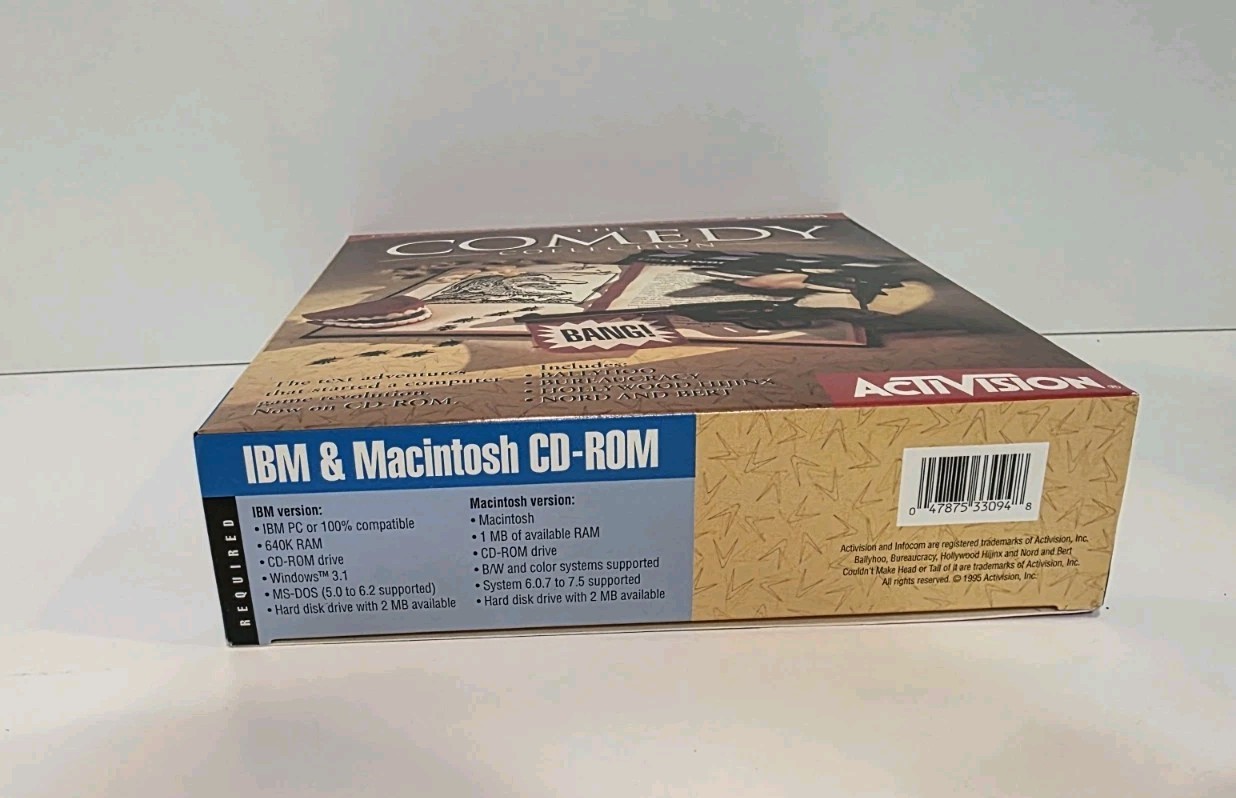 THE
COMEDY
COLLECTION
BANG!
The text adventures
that started a computer
game revolution.
Now on CD-ROM.
Includes:
• BALLYHOO
• BUREAUCRACY
• HOLLYWOOD HIJINX
• NORD AND BERT
ACTIVISION®
IBM & Macintosh CD-ROM
REQUIRED
IBM version:
• IBM PC or 100% compatible
• 640K RAM
• CD-ROM drive
• Windows™ 3.1
• MS-DOS (5.0 to 6.2 supported)
• Hard disk drive with 2 MB available
Macintosh version:
• Macintosh
• 1 MB of available RAM
• CD-ROM drive
• B/W and color systems supported
• System 6.0.7 to 7.5 supported
• Hard disk drive with 2 MB available
0 47875 33094 8
Activision and Infocom are registered trademarks of Activision, Inc.
Ballyhoo, Bureaucracy, Hollywood Hijinx and Nord and Bert
Couldn't Make Head or Tail of It are trademarks of Activision, Inc.
All rights reserved. © 1995 Activision, Inc.